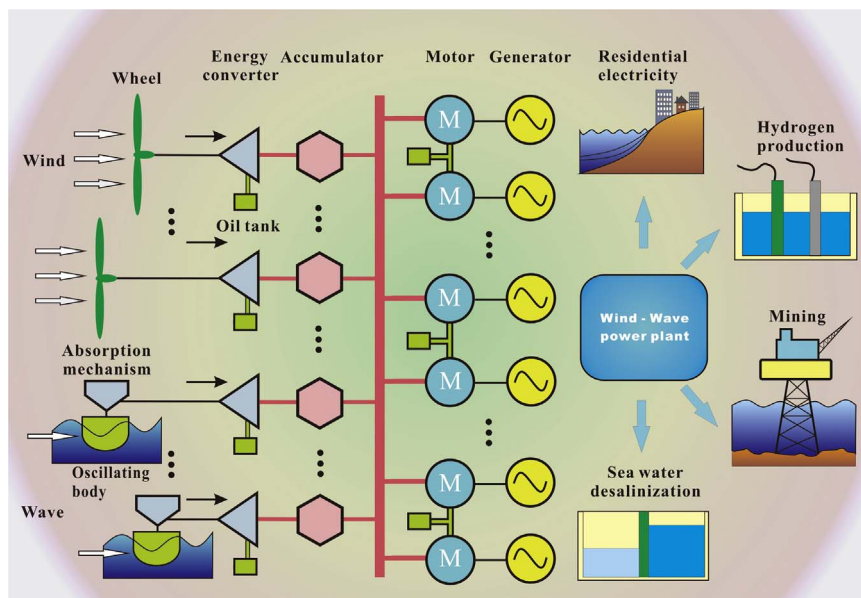 Wheel
Energy
converter
Accumulator
Motor
Generator
Residential
electricity
Hydrogen
production
Wind
Oil tank
M
M
M
M
M
M
Wind - Wave
power plant
Mining
Absorption
mechanism
Oscillating
body
Wave
Sea water
desalinization